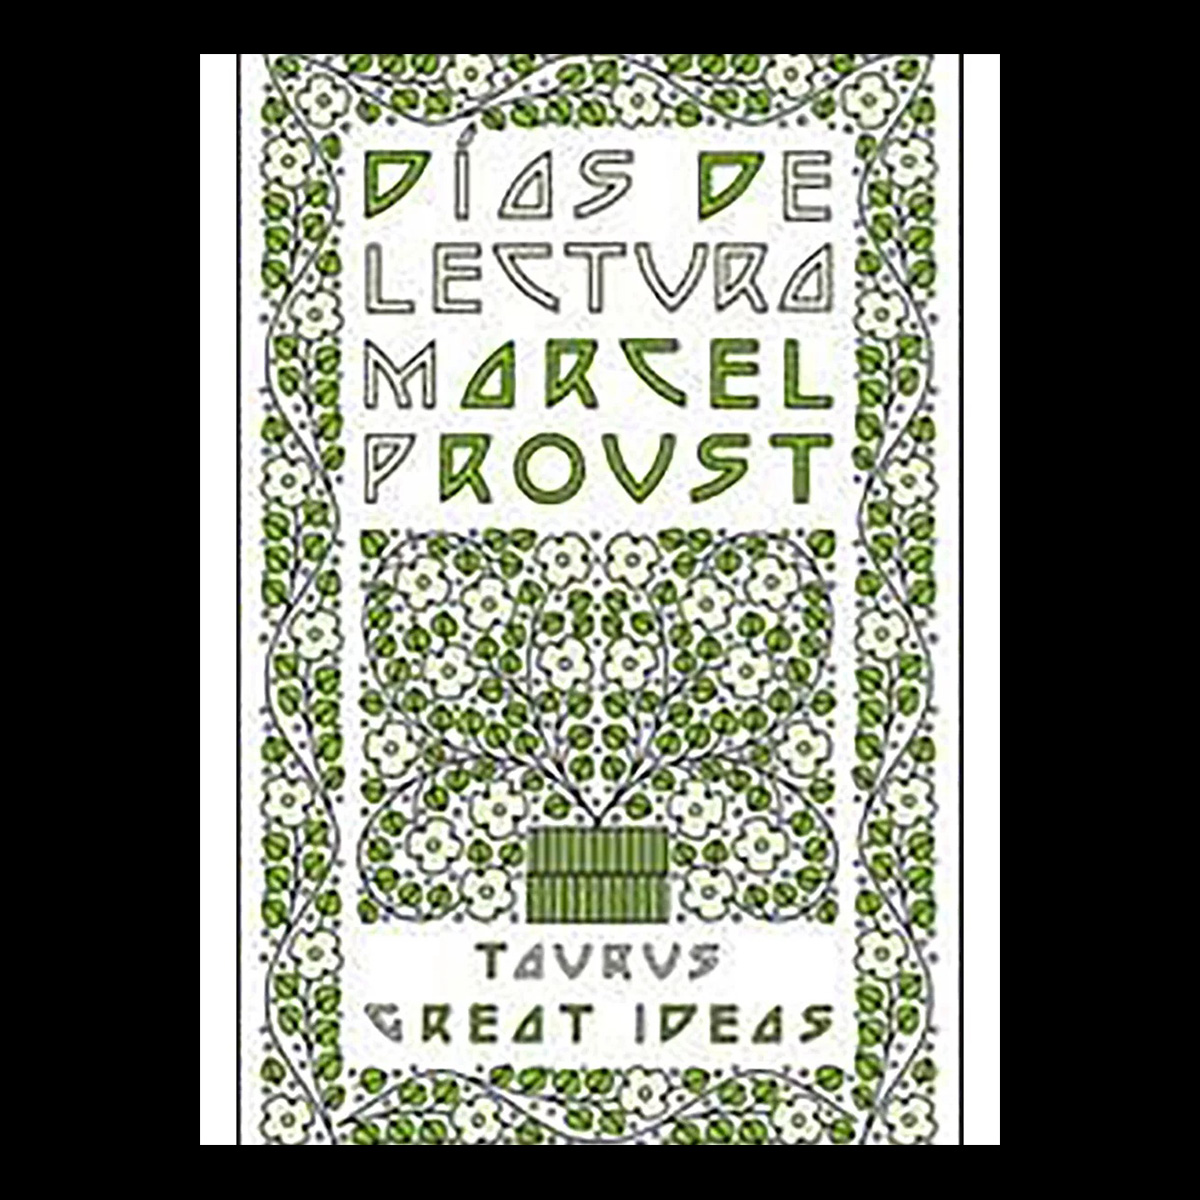 DÍAS DE
LECTURA
MARCEL
PROUST
TAURUS
GREAT IDEAS